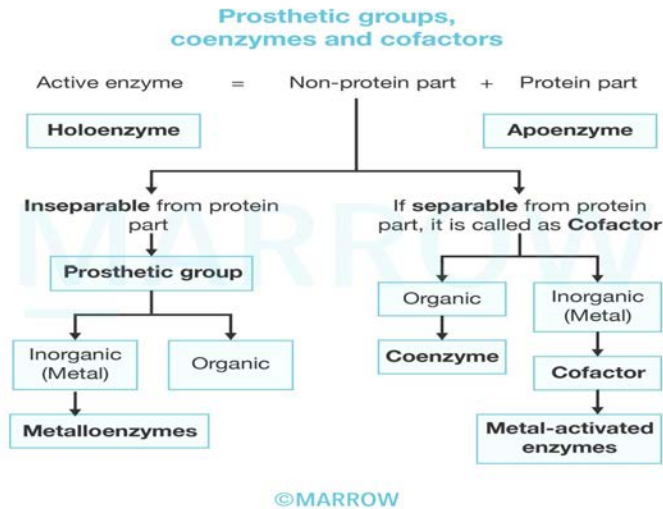 Prosthetic groups,
coenzymes and cofactors
Active enzyme = Non-protein part + Protein part
Holoenzyme
Apoenzyme
Inseparable from protein
part
If separable from protein
part, it is called as Cofactor
Prosthetic group
Inorganic
(Metal)
Organic
Metalloenzymes
Organic
Inorganic
(Metal)
Coenzyme
Cofactor
Metal-activated
enzymes
MARROW
©MARROW